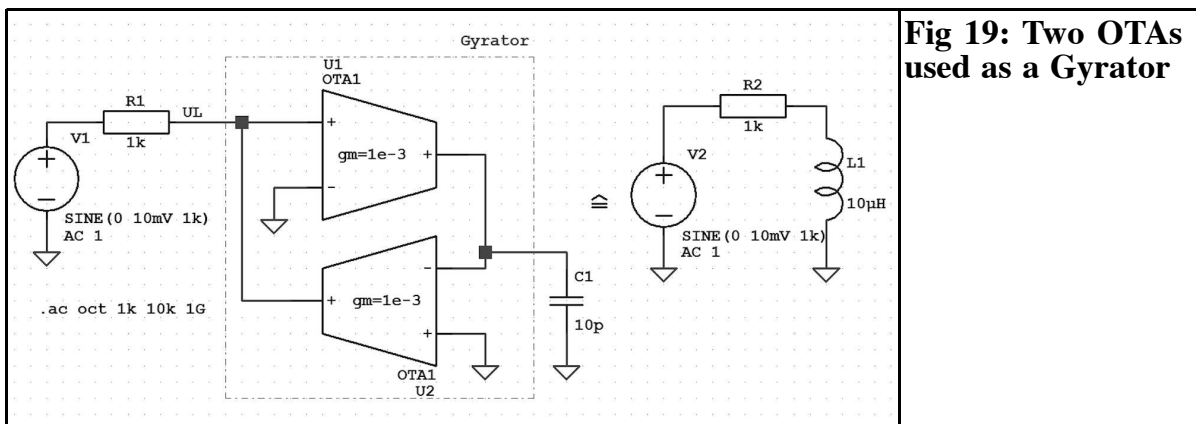 Fig 19: Two OTAs
used as a Gyrator
Gyrator
U1
OTA1
R1
UL
1k
V1
+
−
SINE(0 10mV 1k)
AC 1
+
gm=1e-3
+
−
−
gm=1e-3
+
+
OTA1
U2
C1
10p
.ac oct 1k 10k 1G
≙
R2
1k
V2
+
−
SINE(0 10mV 1k)
AC 1
L1
10µH